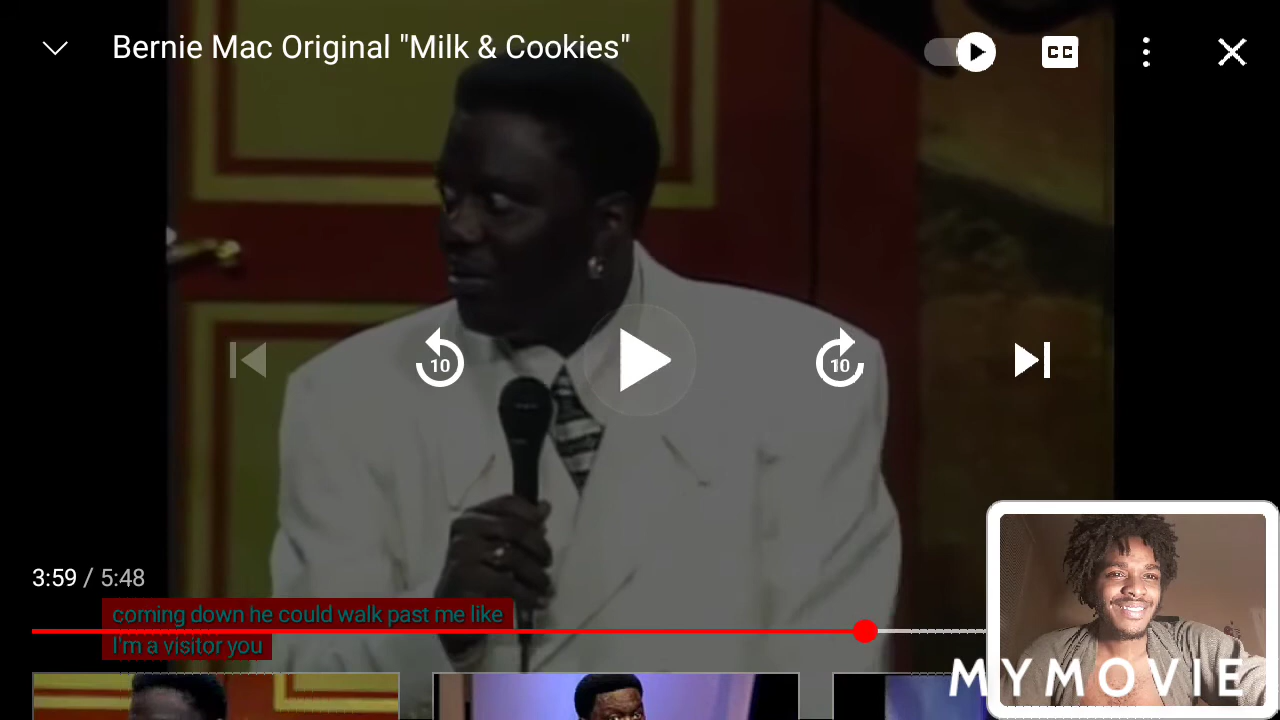 Bernie Mac Original "Milk & Cookies"
CC
10
10
3:59 / 5:48
coming down he could walk past me like
I'm a visitor you
MYMOVIE